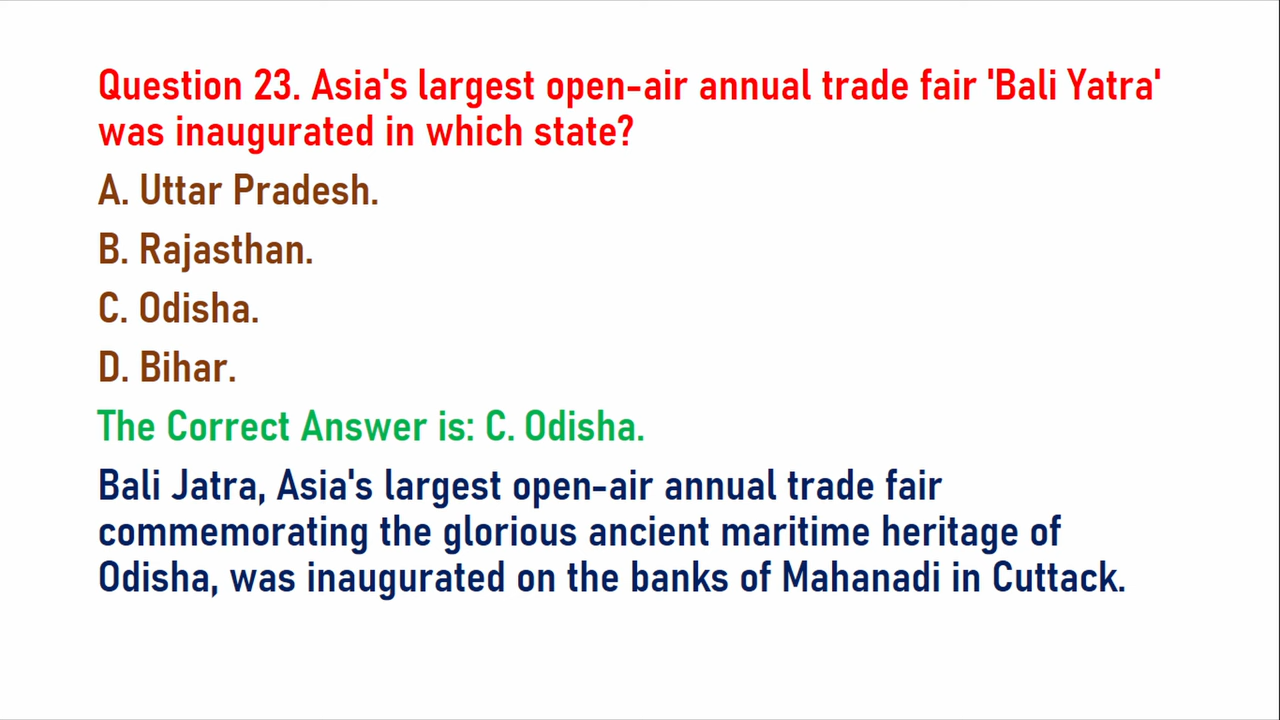 Question 23. Asia's largest open-air annual trade fair 'Bali Yatra'
was inaugurated in which state?
A. Uttar Pradesh.
B. Rajasthan.
C. Odisha.
D. Bihar.
The Correct Answer is: C. Odisha.
Bali Jatra, Asia's largest open-air annual trade fair
commemorating the glorious ancient maritime heritage of
Odisha, was inaugurated on the banks of Mahanadi in Cuttack.